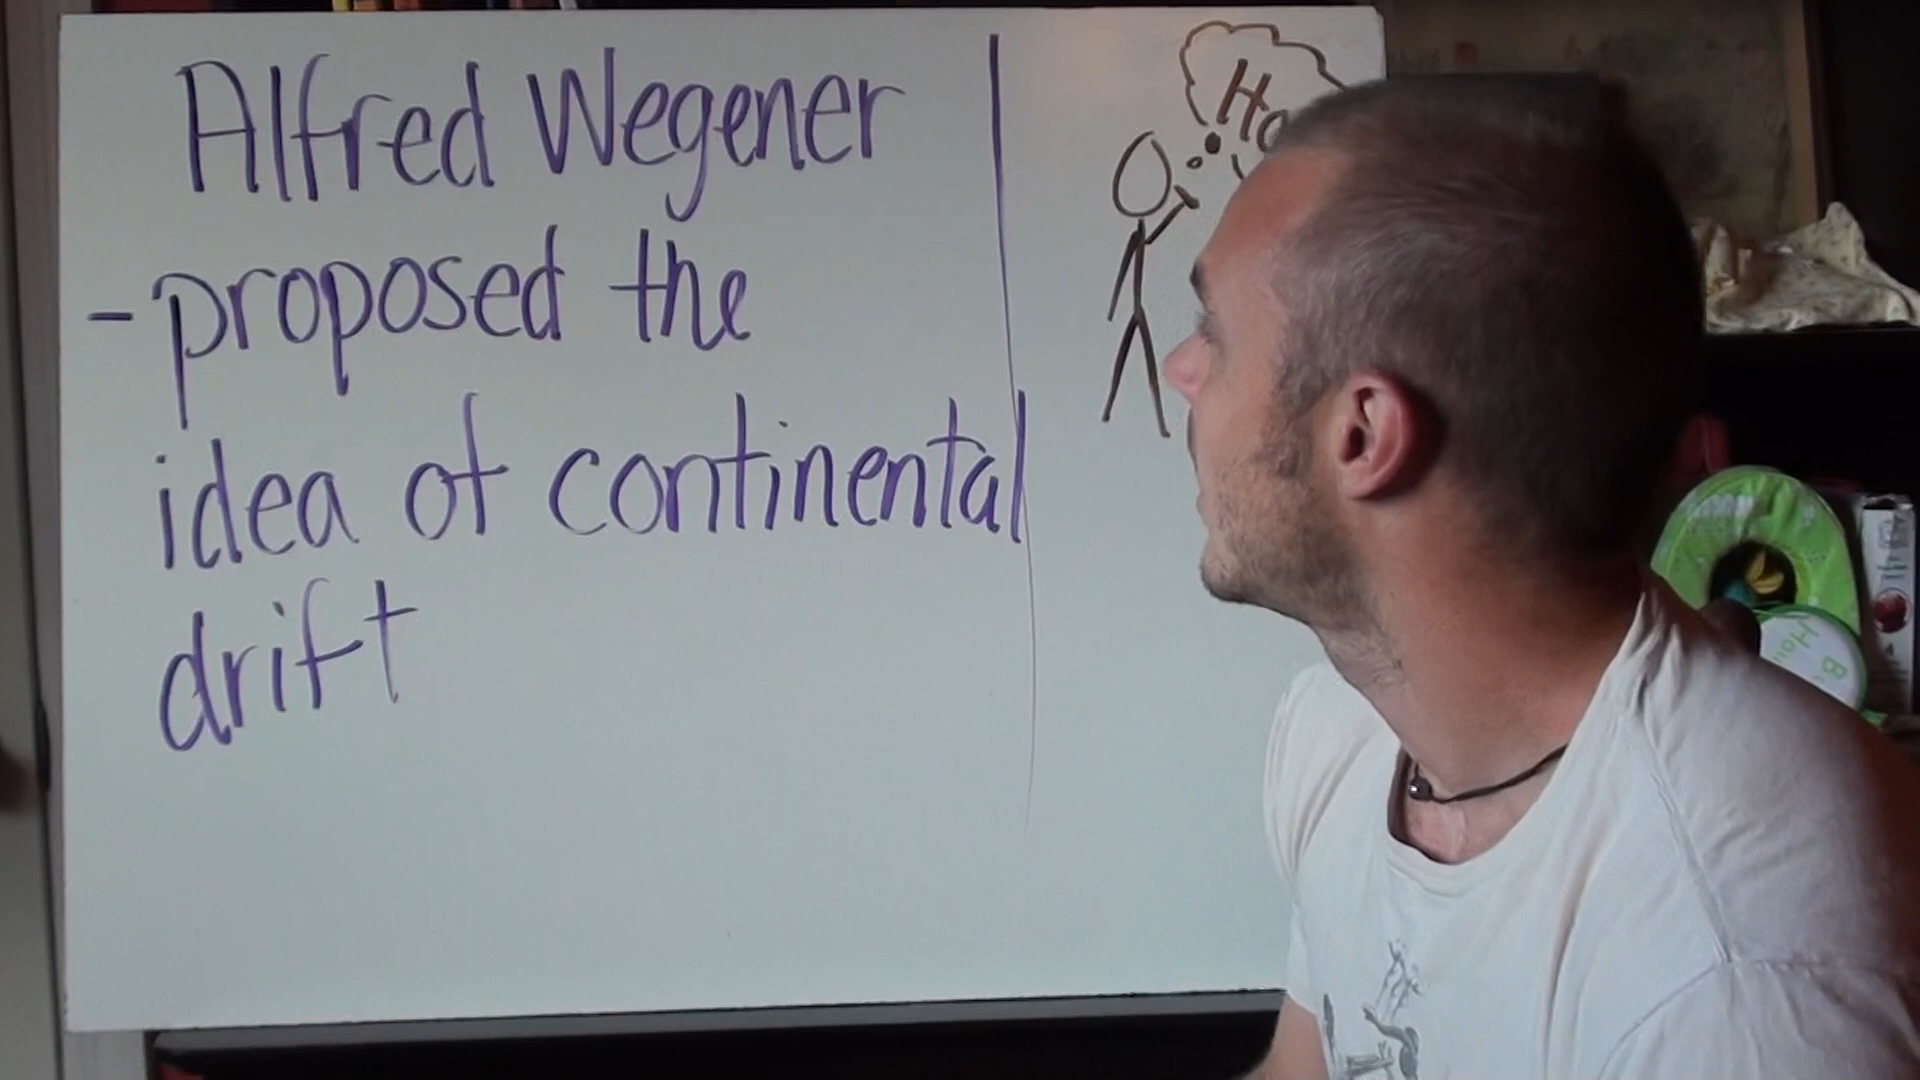 Alfred Wegener
- proposed the
idea of continental
drift